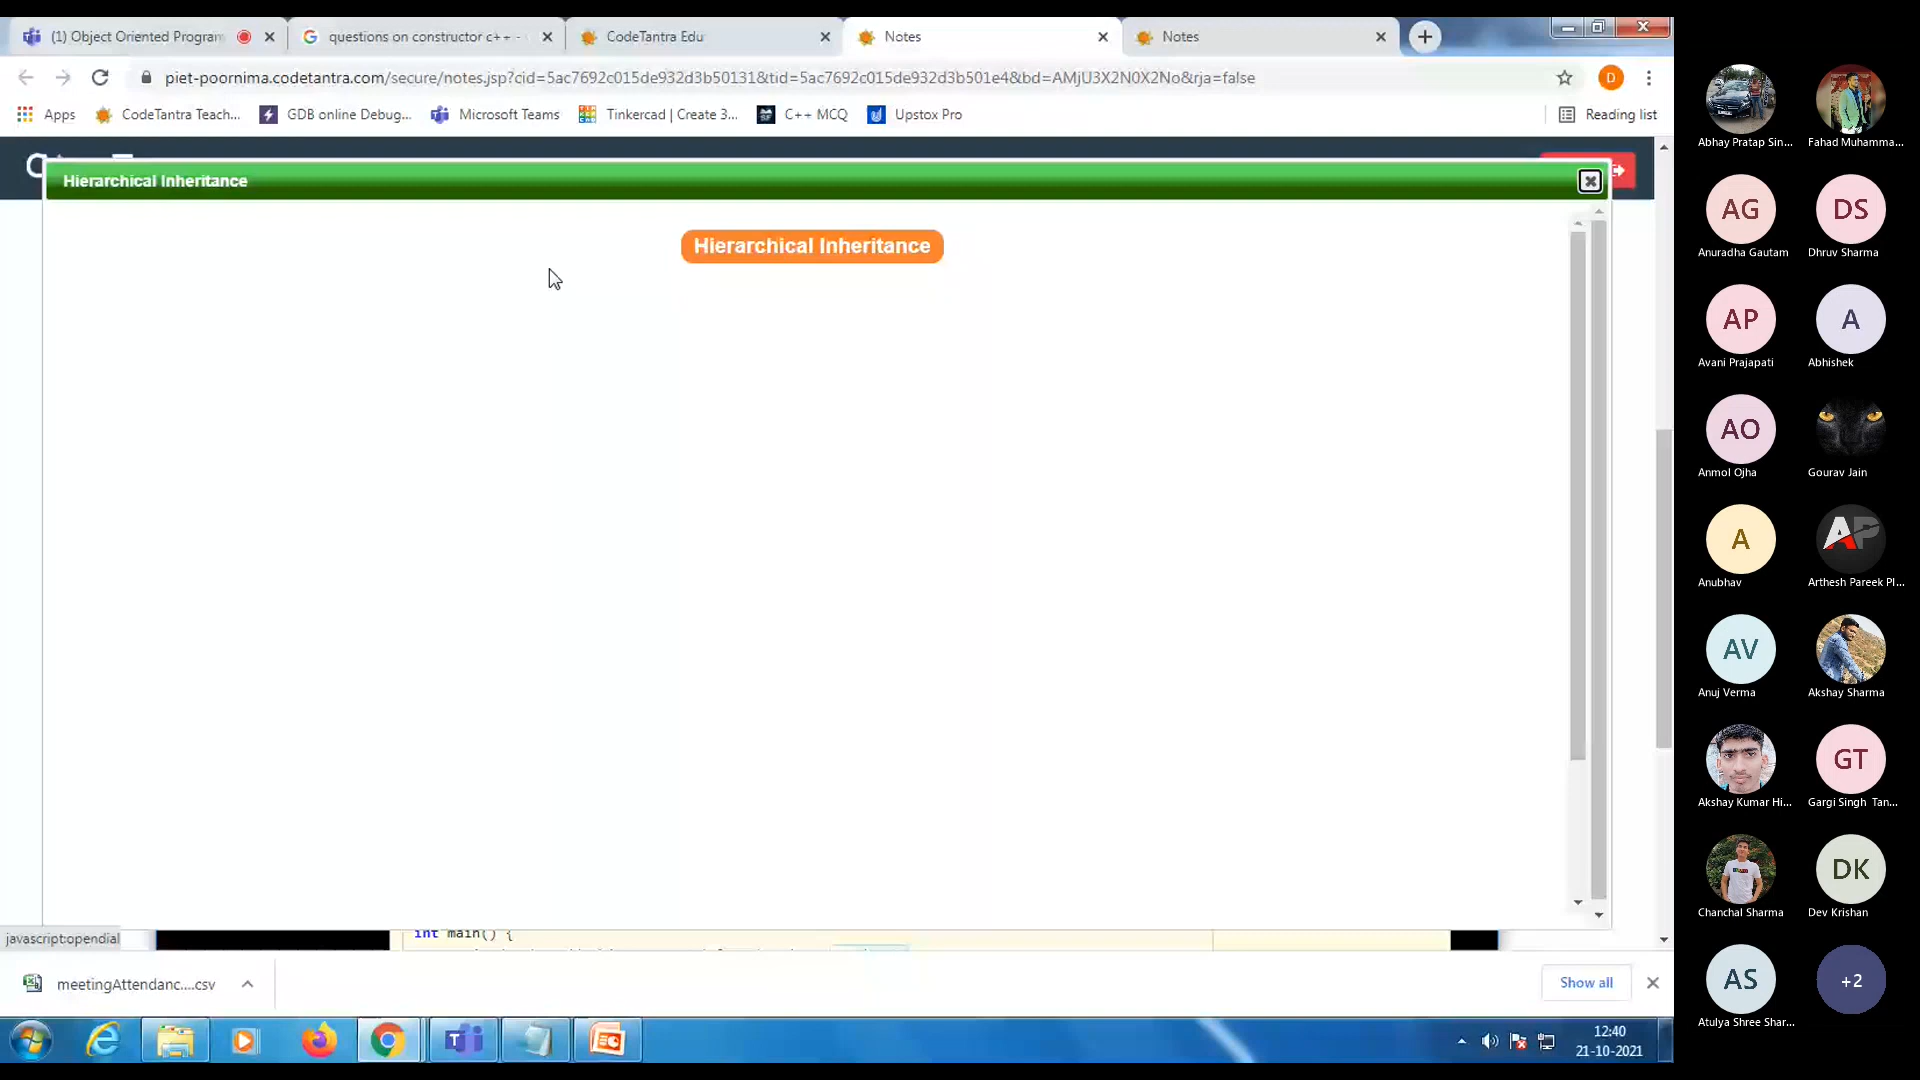 (1) Object Oriented Program
questions on constructor c++ -
CodeTantra Edu
Notes
Notes
piet-poornima.codetantra.com/secure/notes.jsp?cid=5ac7692c015de932d3b50131&tid=5ac7692c015de932d3b501e4&bd=AMjU3X2N0X2No&rja=false
D
Apps
CodeTantra Teach...
GDB online Debug...
Microsoft Teams
Tinkercad | Create 3...
C++ MCQ
Upstox Pro
Reading list
Hierarchical Inheritance
Hierarchical Inheritance
int main() {
javascript:opendial
meetingAttendanc....csv
Show all
12:40
21-10-2021
Abhay Pratap Sin...
Fahad Muhamma...
AG
Anuradha Gautam
DS
Dhruv Sharma
AP
Avani Prajapati
A
Abhishek
AO
Anmol Ojha
Gourav Jain
A
Anubhav
AP
Arthesh Pareek PI...
AV
Anuj Verma
Akshay Sharma
Akshay Kumar Hi...
GT
Gargi Singh Tan...
Chanchal Sharma
DK
Dev Krishan
AS
Atulya Shree Shar...
+2